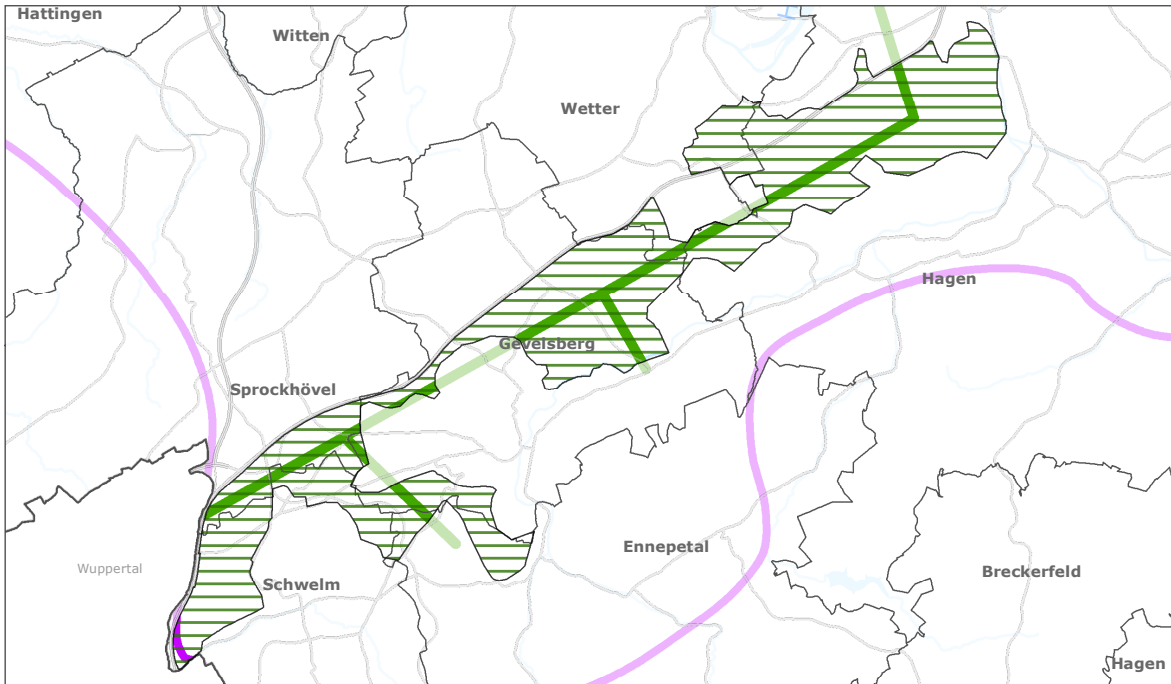 Hattingen
Witten
Wetter
Hagen
Gevelsberg
Sprockhövel
Ennepetal
Wuppertal
Schwelm
Breckerfeld
Hagen